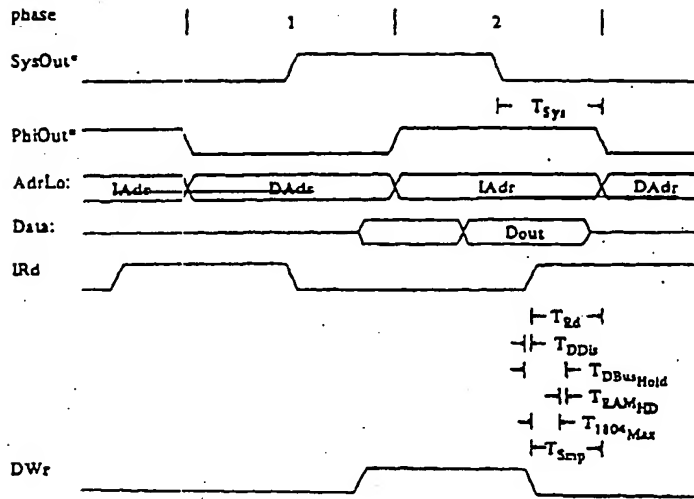 phase 1 2
SysOut*
TSys
PhiOut*
AdrLo: IAdr DAdr IAdr DAdr
Data: Dout
IRd
TRd
TDDis
TDBusHold
TRAMHD
T1804Max
TSmp
DWr